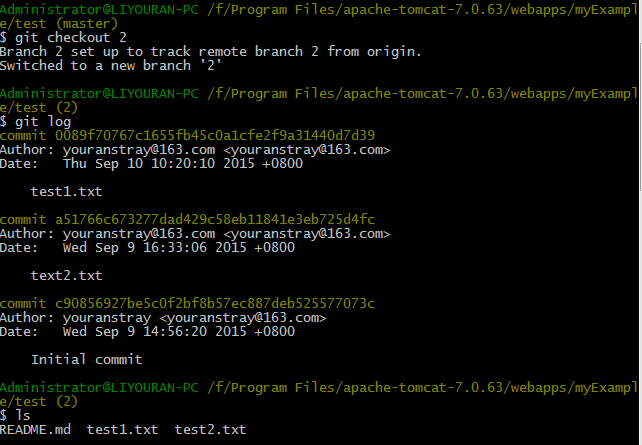 Administrator@LIYOURAN-PC /f/Program Files/apache-tomcat-7.0.63/webapps/myExampl
e/test (master)
$ git checkout 2
Branch 2 set up to track remote branch 2 from origin.
Switched to a new branch '2'
Administrator@LIYOURAN-PC /f/Program Files/apache-tomcat-7.0.63/webapps/myExampl
e/test (2)
$ git log
commit 0089f70767c1655fb45c0a1cfe2f9a31440d7d39
Author: youranstray@163.com <youranstray@163.com>
Date:   Thu Sep 10 10:20:10 2015 +0800
    test1.txt
commit a51766c673277dad429c58eb11841e3eb725d4fc
Author: youranstray@163.com <youranstray@163.com>
Date:   Wed Sep 9 16:33:06 2015 +0800
    text2.txt
commit c90856927be5c0f2bf8b57ec887deb525577073c
Author: youranstray <youranstray@163.com>
Date:   Wed Sep 9 14:56:20 2015 +0800
    Initial commit
Administrator@LIYOURAN-PC /f/Program Files/apache-tomcat-7.0.63/webapps/myExampl
e/test (2)
$ ls
README.md  test1.txt  test2.txt